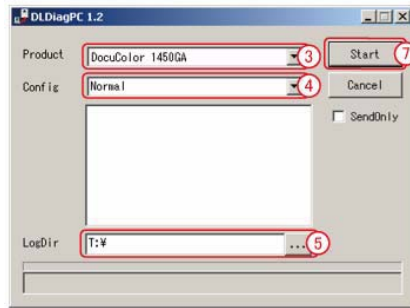 DLDiagPC 1.2
Product
DocuColor 1450GA
3
Start
7
Config
Normal
4
Cancel
SendOnly
LogDir
T:¥
...
5